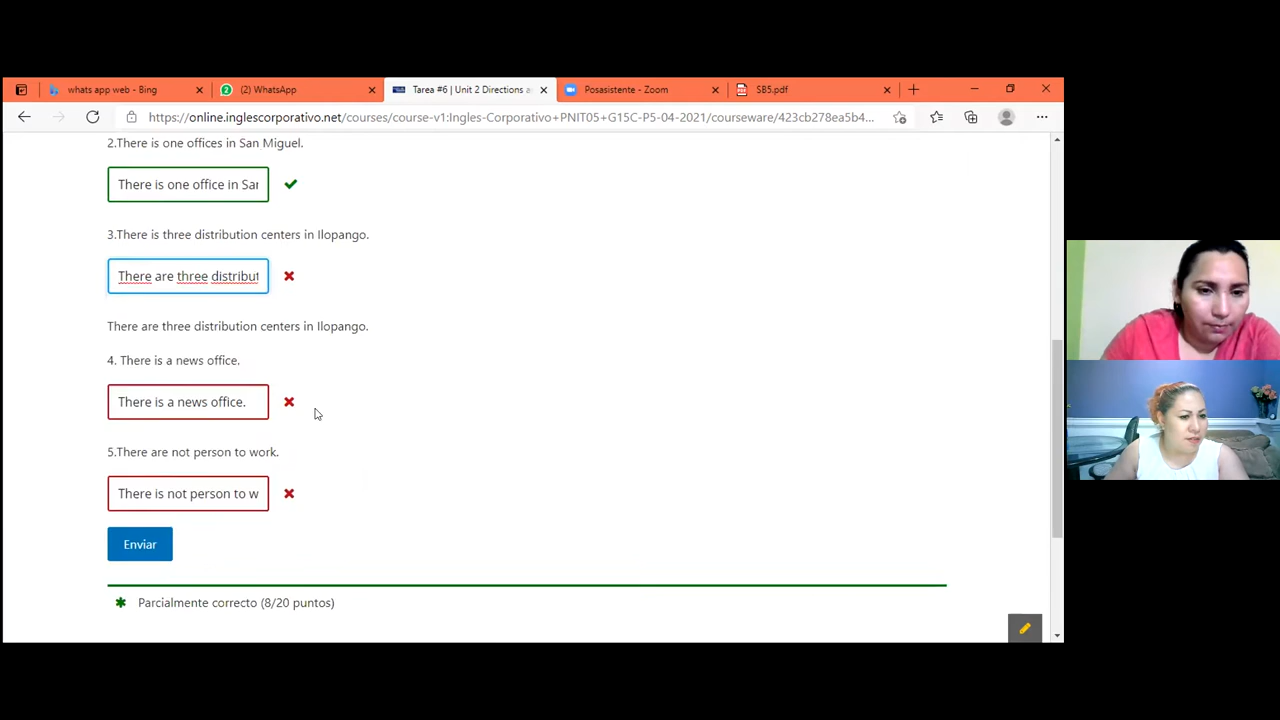 whats app web - Bing
(2) WhatsApp
Tarea #6 | Unit 2 Directions a
Posasistente - Zoom
SB5.pdf
https://online.inglescorporativo.net/courses/course-v1:Ingles-Corporativo+PNIT05+G15C-P5-04-2021/courseware/423cb278ea5b4...
2.There is one offices in San Miguel.
There is one office in Sar
3.There is three distribution centers in Ilopango.
There are three distribut
There are three distribution centers in Ilopango.
4. There is a news office.
There is a news office.
5.There are not person to work.
There is not person to w
Enviar
Parcialmente correcto (8/20 puntos)